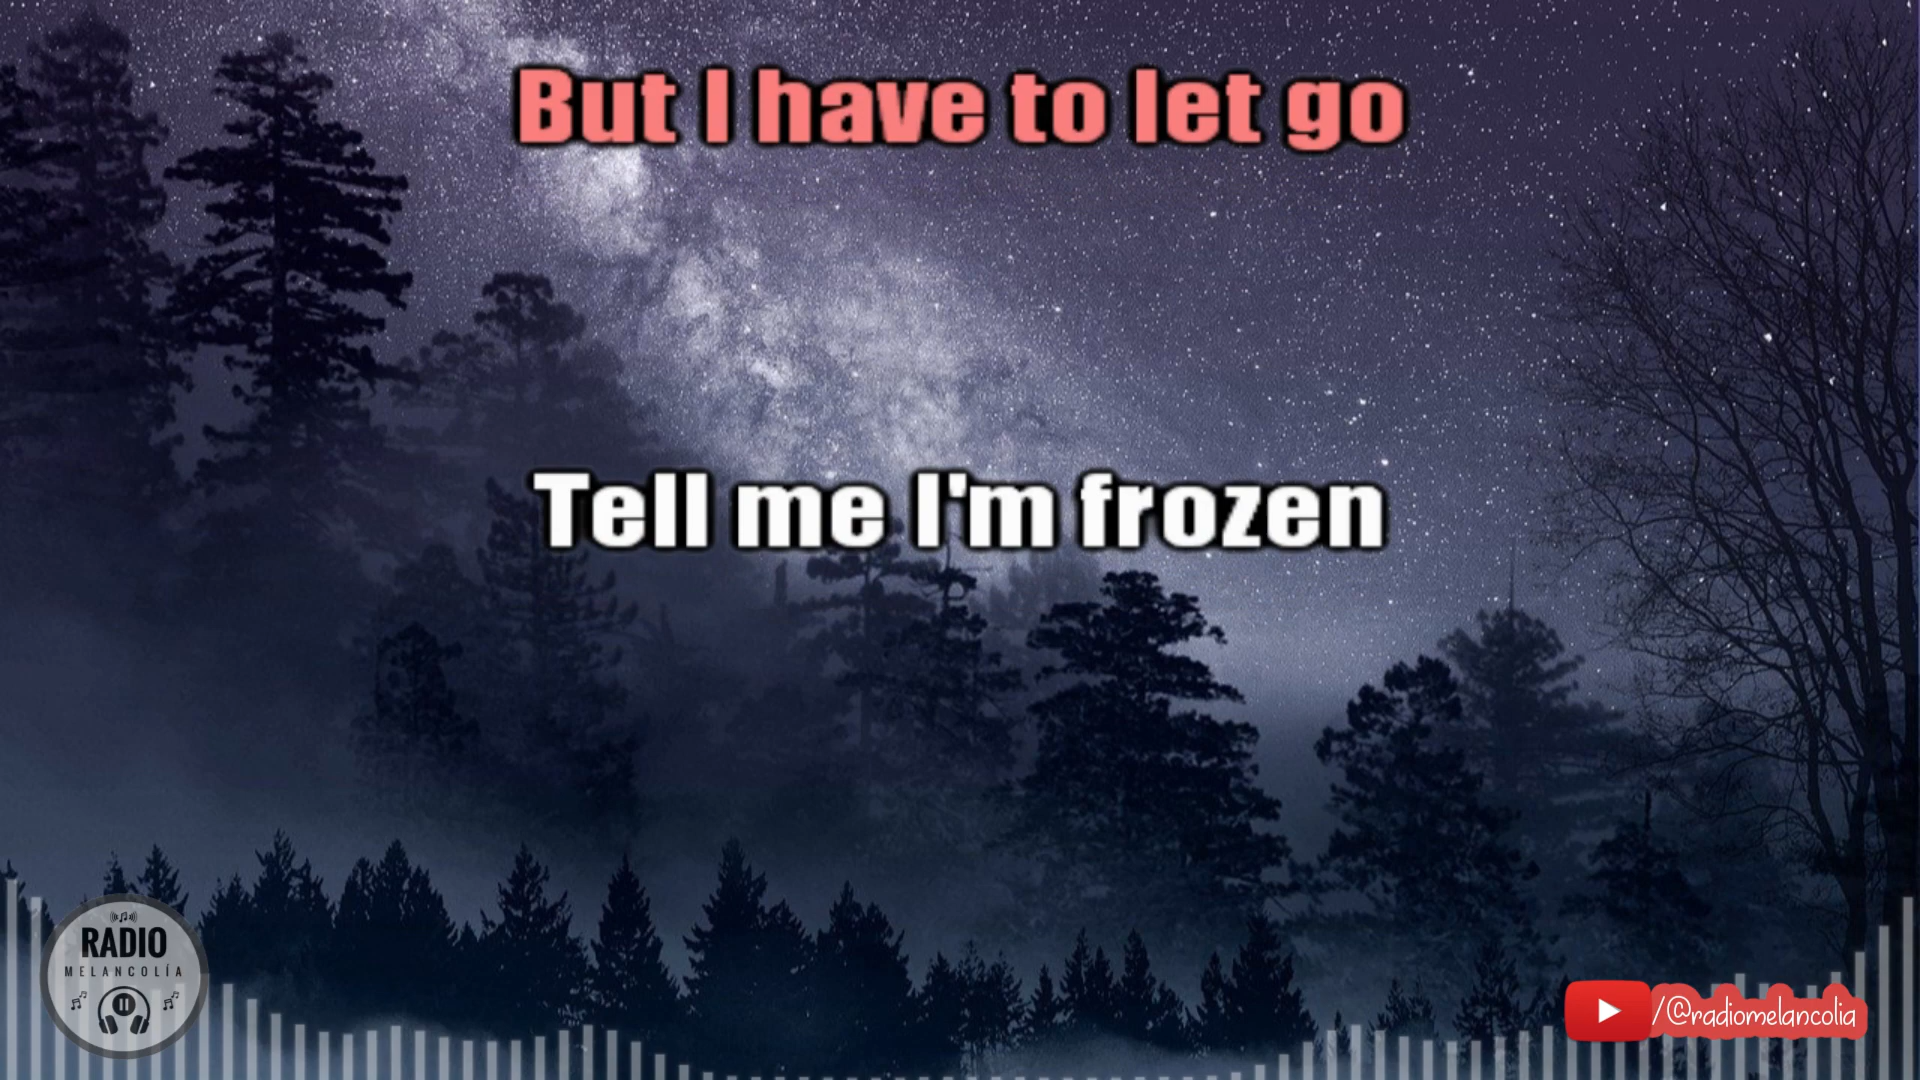 But I have to let go
Tell me I'm frozen
RADIO
MELANCOLÍA
/@radiomelancolia